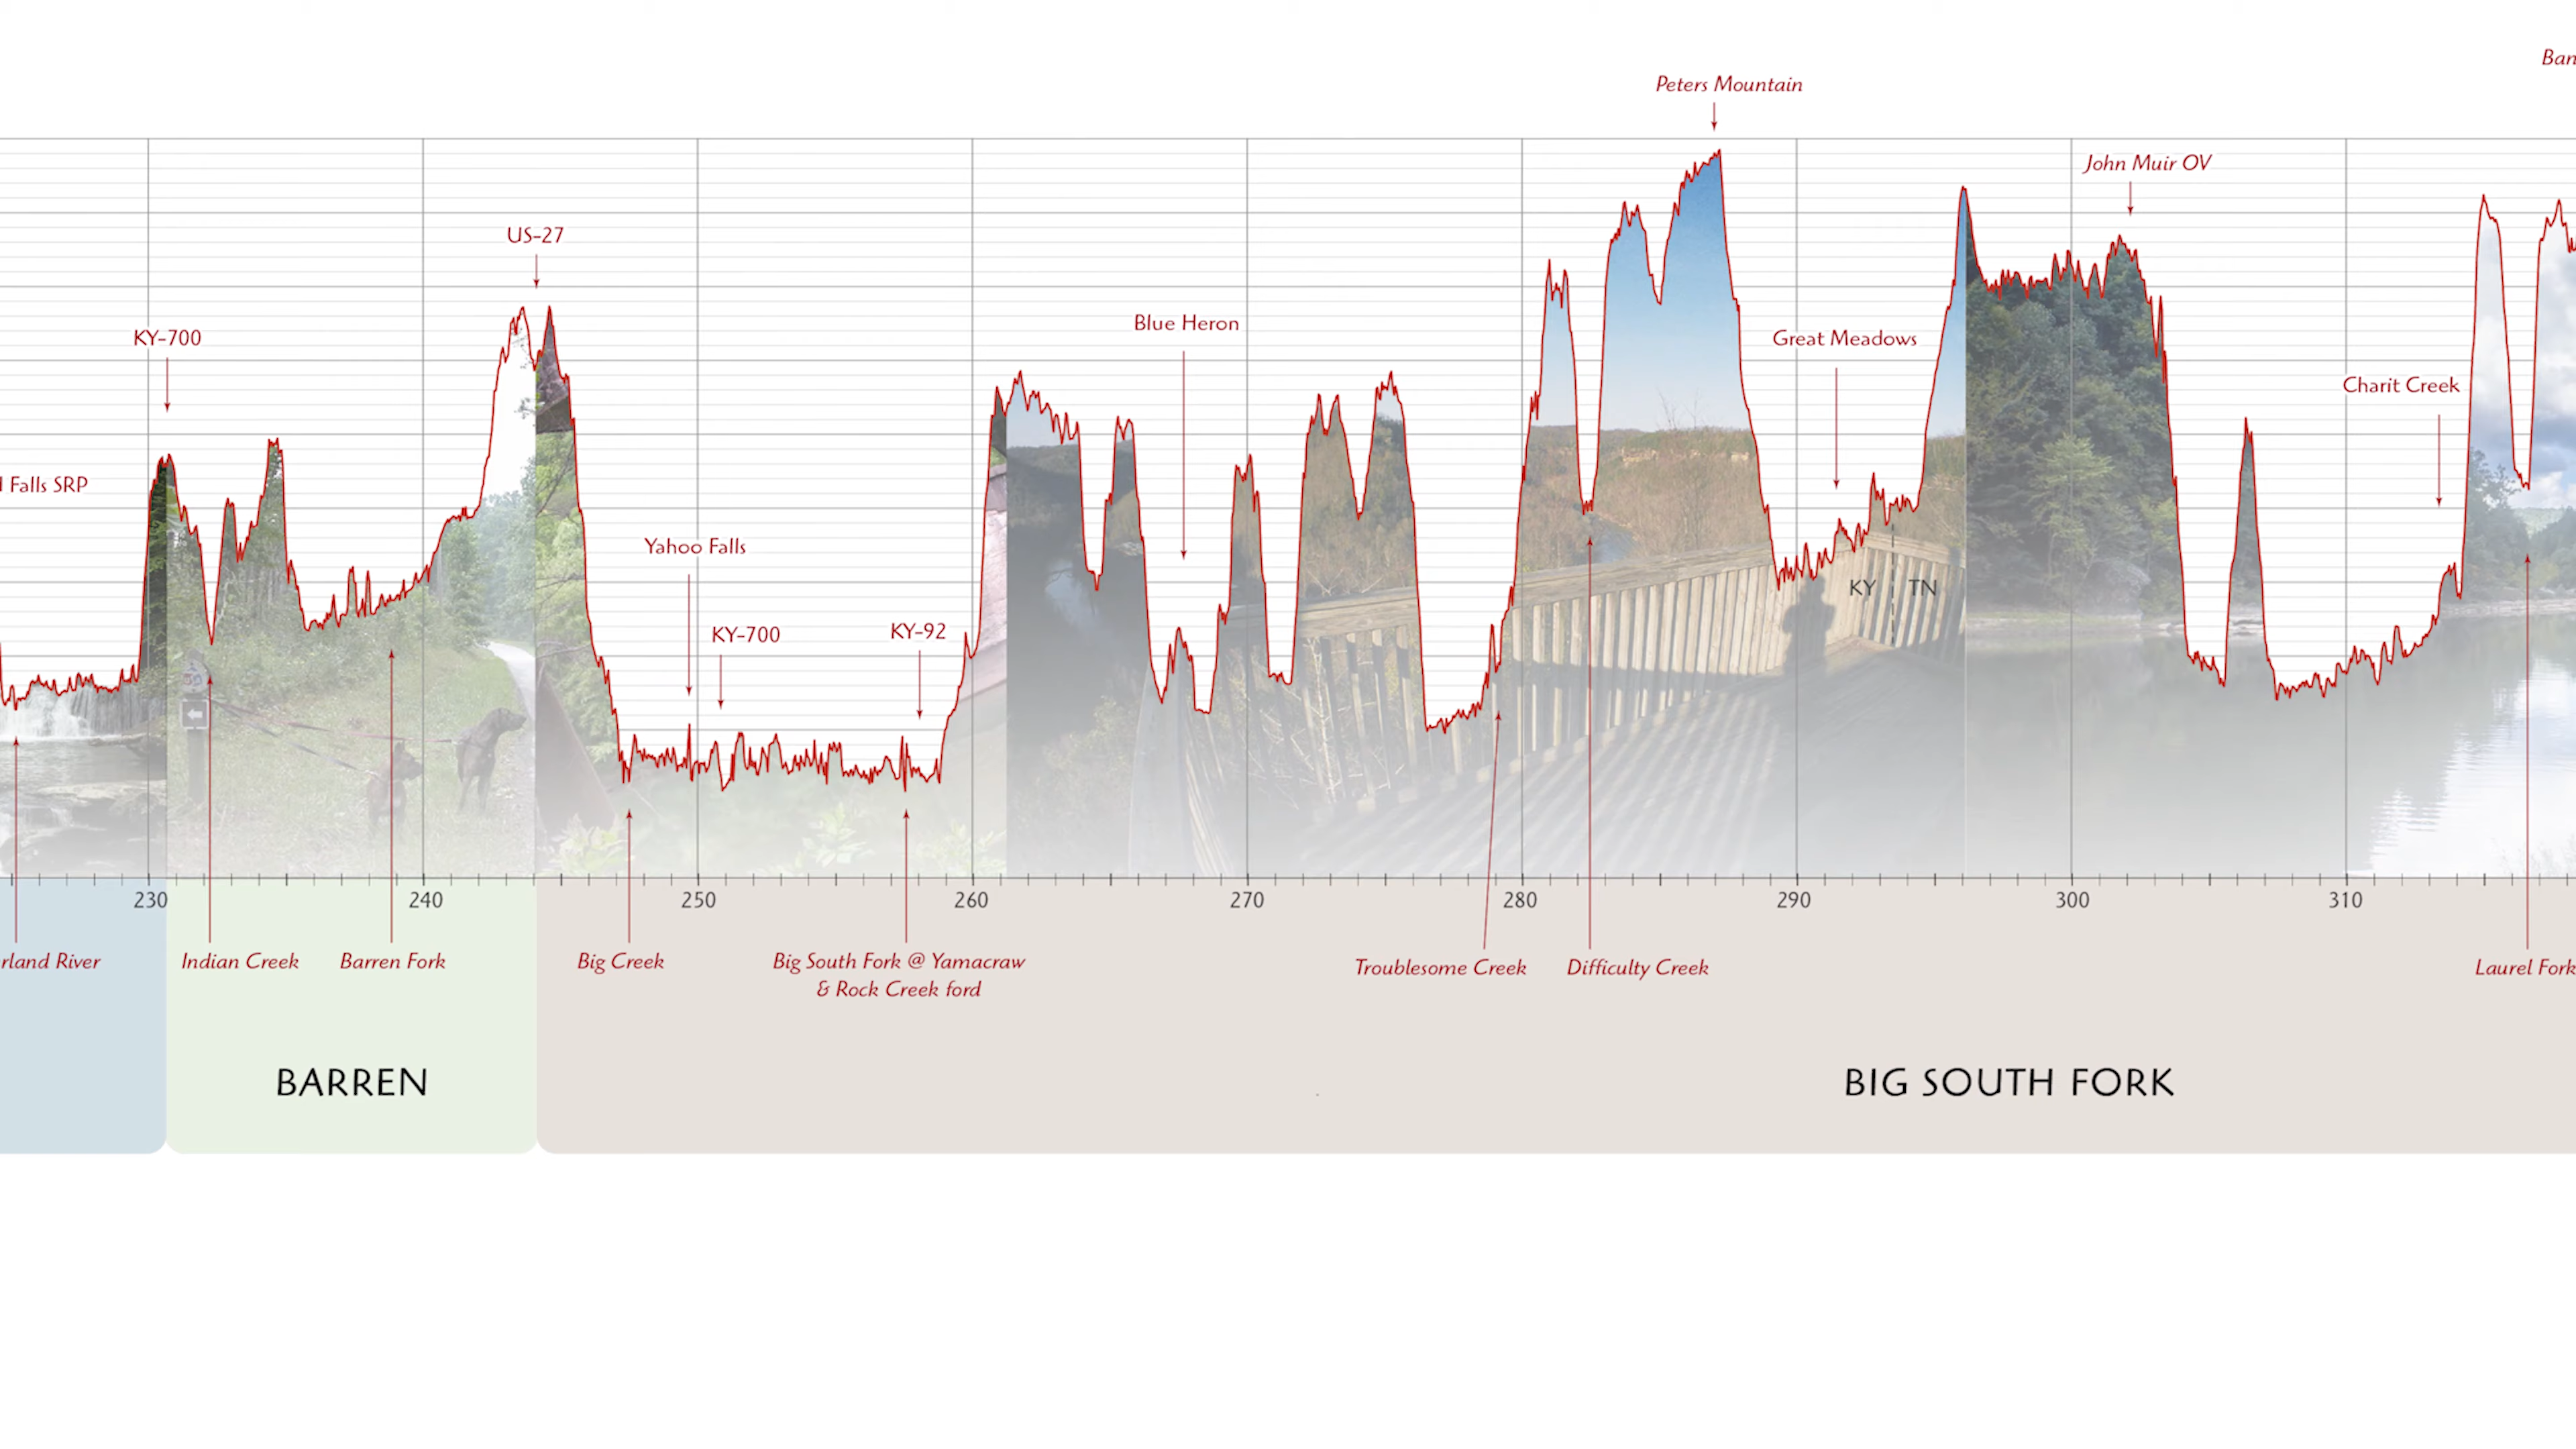 Ban
Peters Mountain
John Muir OV
US-27
Blue Heron
KY-700
Great Meadows
Charit Creek
Falls SRP
Yahoo Falls
KY TN
KY-92
KY-700
230 240 250 260 270 280 290 300 310
rland River Indian Creek Barren Fork Big Creek Big South Fork @ Yamacraw
& Rock Creek ford
Troublesome Creek Difficulty Creek Laurel Fork
BARREN BIG SOUTH FORK